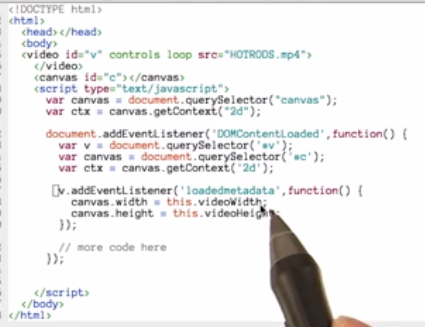 <!DOCTYPE html>
<html>
<head></head>
<body>
<video id="v" controls loop src="HOTRODS.mp4">
</video>
<canvas id="c"></canvas>
<script type="text/javascript">
var canvas = document.querySelector("canvas");
var ctx = canvas.getContext("2d");
document.addEventListener('DOMContentLoaded',function() {
var v = document.querySelector('#v');
var canvas = document.querySelector('#c');
var ctx = canvas.getContext('2d');
v.addEventListener('loadedmetadata',function() {
canvas.width = this.videoWidth;
canvas.height = this.videoHeight;
});
// more code here
});
</script>
</body>
</html>